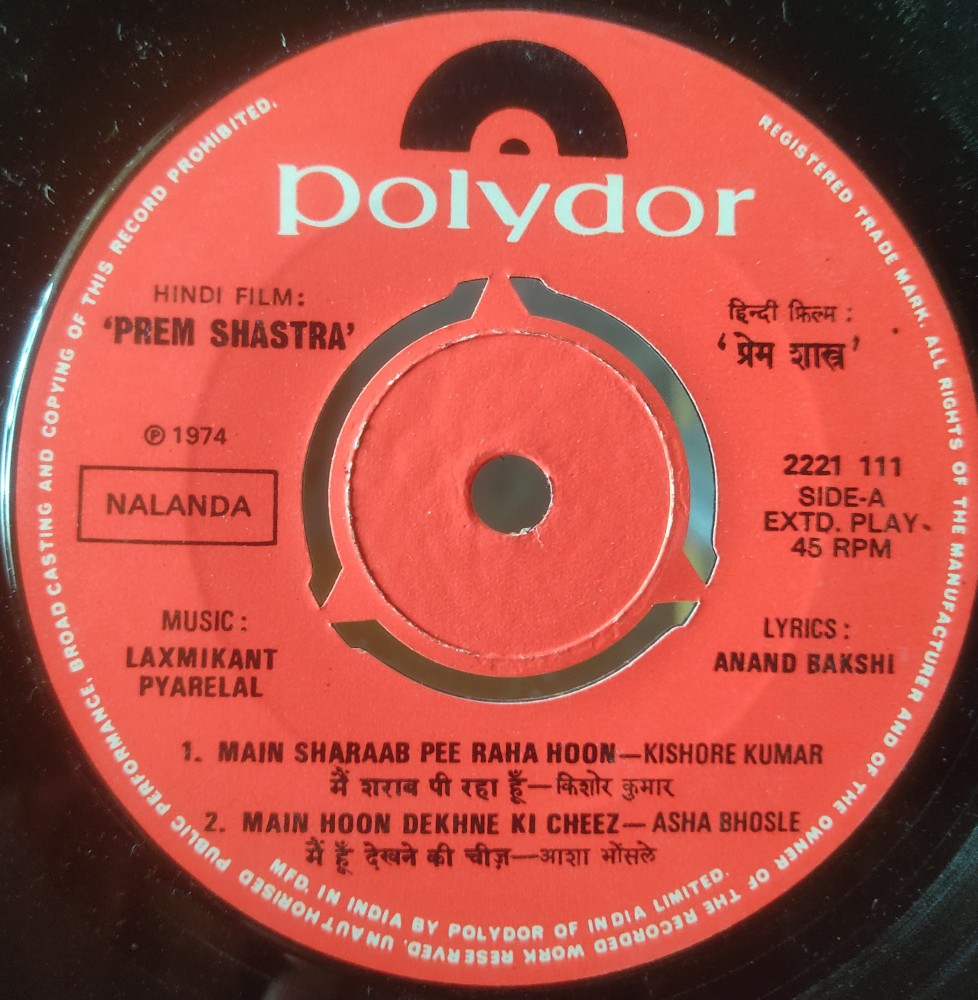 polydor
HINDI FILM:
'PREM SHASTRA'
हिन्दी फ़िल्म :
' प्रेम शास्त्र '
℗ 1974
NALANDA
2221 111
SIDE-A
EXTD. PLAY
45 RPM
MUSIC:
LAXMIKANT
PYARELAL
LYRICS:
ANAND BAKSHI
1. MAIN SHARAAB PEE RAHA HOON—KISHORE KUMAR
मैं शराब पी रहा हूँ—किशोर कुमार
2. MAIN HOON DEKHNE KI CHEEZ—ASHA BHOSLE
मैं हूँ देखने की चीज़—आशा भोंसले
REGISTERED TRADE MARK. ALL RIGHTS OF THE MANUFACTURER AND OF THE OWNER OF THE RECORDED WORK RESERVED. UNAUTHORISED PUBLIC PERFORMANCE, BROADCASTING AND COPYING OF THIS RECORD PROHIBITED.
MFD. IN INDIA BY POLYDOR OF INDIA LIMITED.